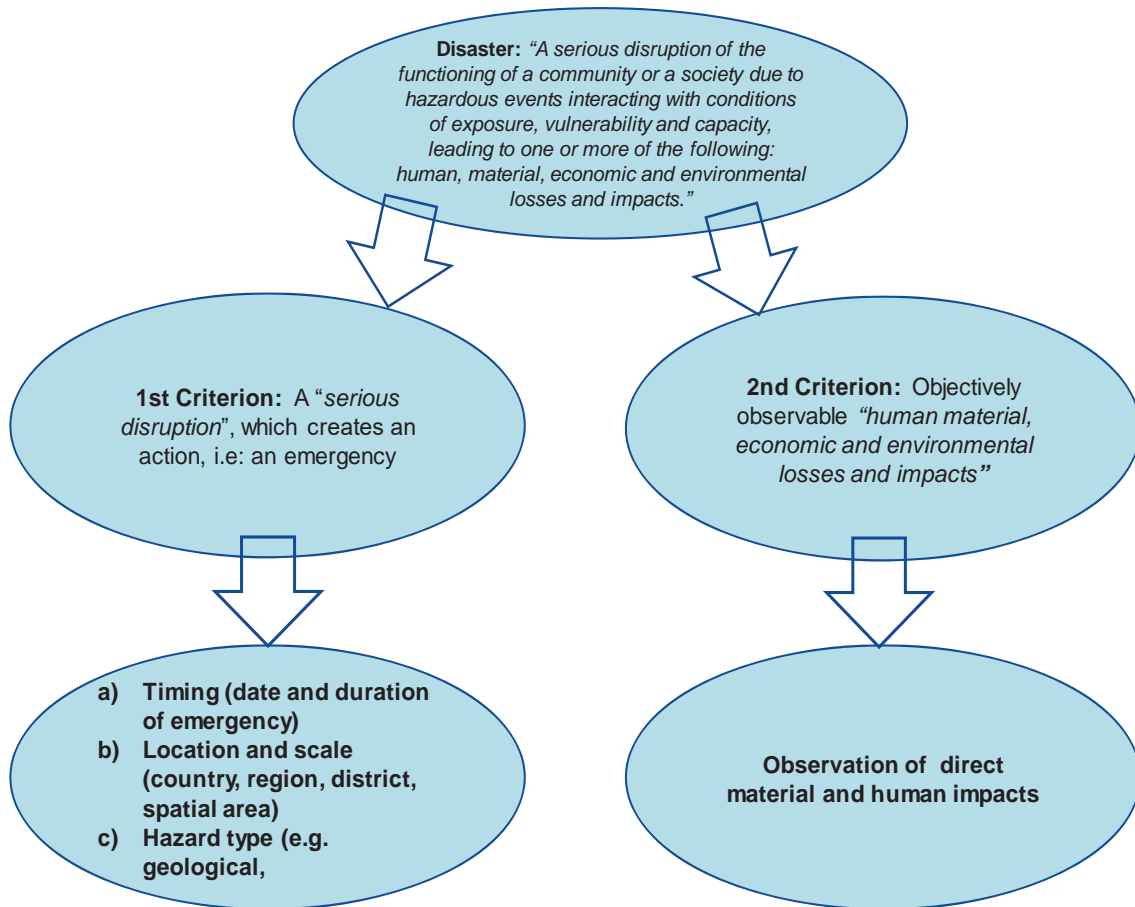 Disaster: “A serious disruption of the
functioning of a community or a society due to
hazardous events interacting with conditions
of exposure, vulnerability and capacity,
leading to one or more of the following:
human, material, economic and environmental
losses and impacts.”
1st Criterion: A “serious
disruption”, which creates an
action, i.e: an emergency
2nd Criterion: Objectively
observable “human material,
economic and environmental
losses and impacts”
a) Timing (date and duration
of emergency)
b) Location and scale
(country, region, district,
spatial area)
c) Hazard type (e.g.
geological,
Observation of direct
material and human impacts